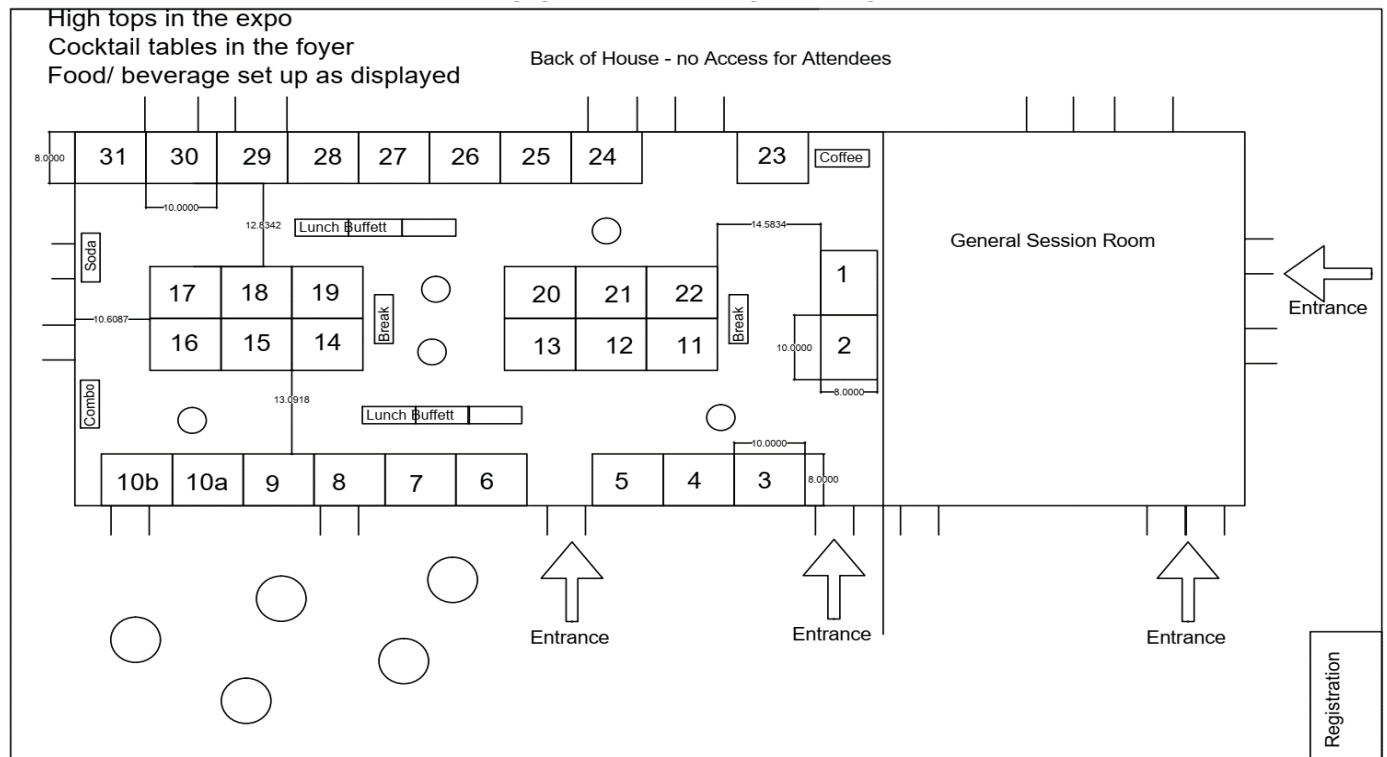 High tops in the expo
Cocktail tables in the foyer
Food/ beverage set up as displayed
Back of House - no Access for Attendees
8.0000
31 30 29 28 27 26 25 24 23
Coffee
10.0000
12.8342
Lunch Buffett
14.5834
General Session Room
Soda
1
17 18 19
20 21 22
Entrance
10.6087
Break
Break
16 15 14
13 12 11
10.0000
2
8.0000
Combo
13.0918
Lunch Buffett
10.0000
10b 10a 9 8 7 6
5 4 3
8.0000
Entrance
Entrance
Entrance
Registration